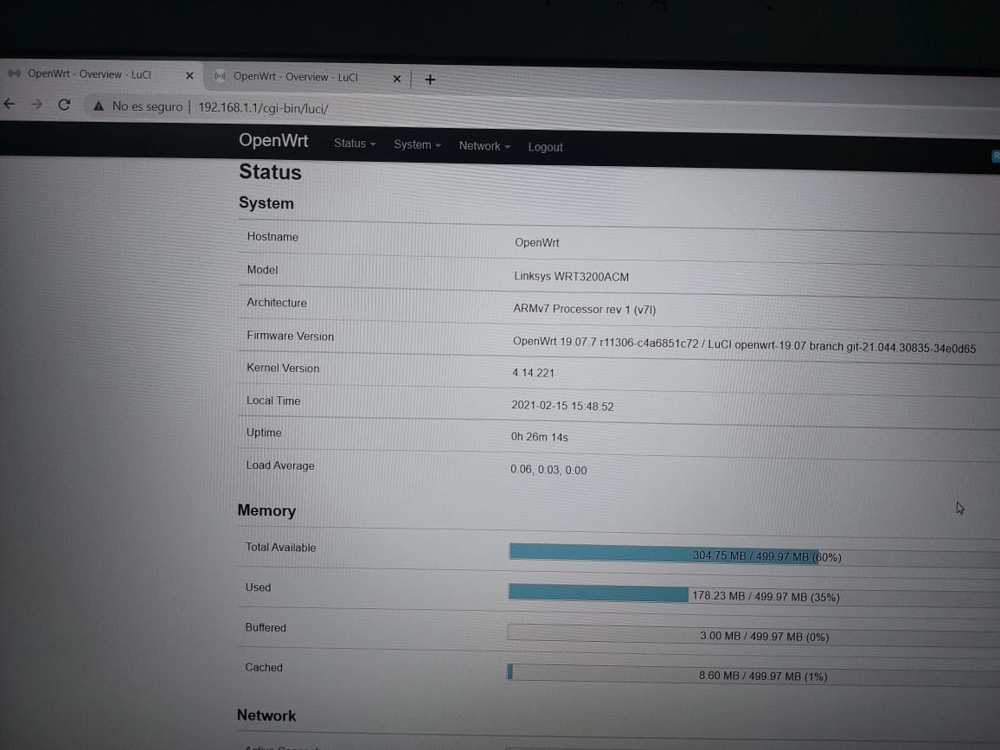 OpenWrt - Overview - LuCI × OpenWrt - Overview - LuCI × +
No es seguro | 192.168.1.1/cgi-bin/luci/
OpenWrt Status System Network Logout
Status
System
Hostname OpenWrt
Model Linksys WRT3200ACM
Architecture ARMv7 Processor rev 1 (v7l)
Firmware Version OpenWrt 19.07.7 r11306-c4a6851c72 / LuCI openwrt-19.07 branch git-21.044.30835-34e0d65
Kernel Version 4.14.221
Local Time 2021-02-15 15:48:52
Uptime 0h 26m 14s
Load Average 0.06, 0.03, 0.00
Memory
Total Available 304.75 MB / 499.97 MB (60%)
Used 178.23 MB / 499.97 MB (35%)
Buffered 3.00 MB / 499.97 MB (0%)
Cached 8.60 MB / 499.97 MB (1%)
Network